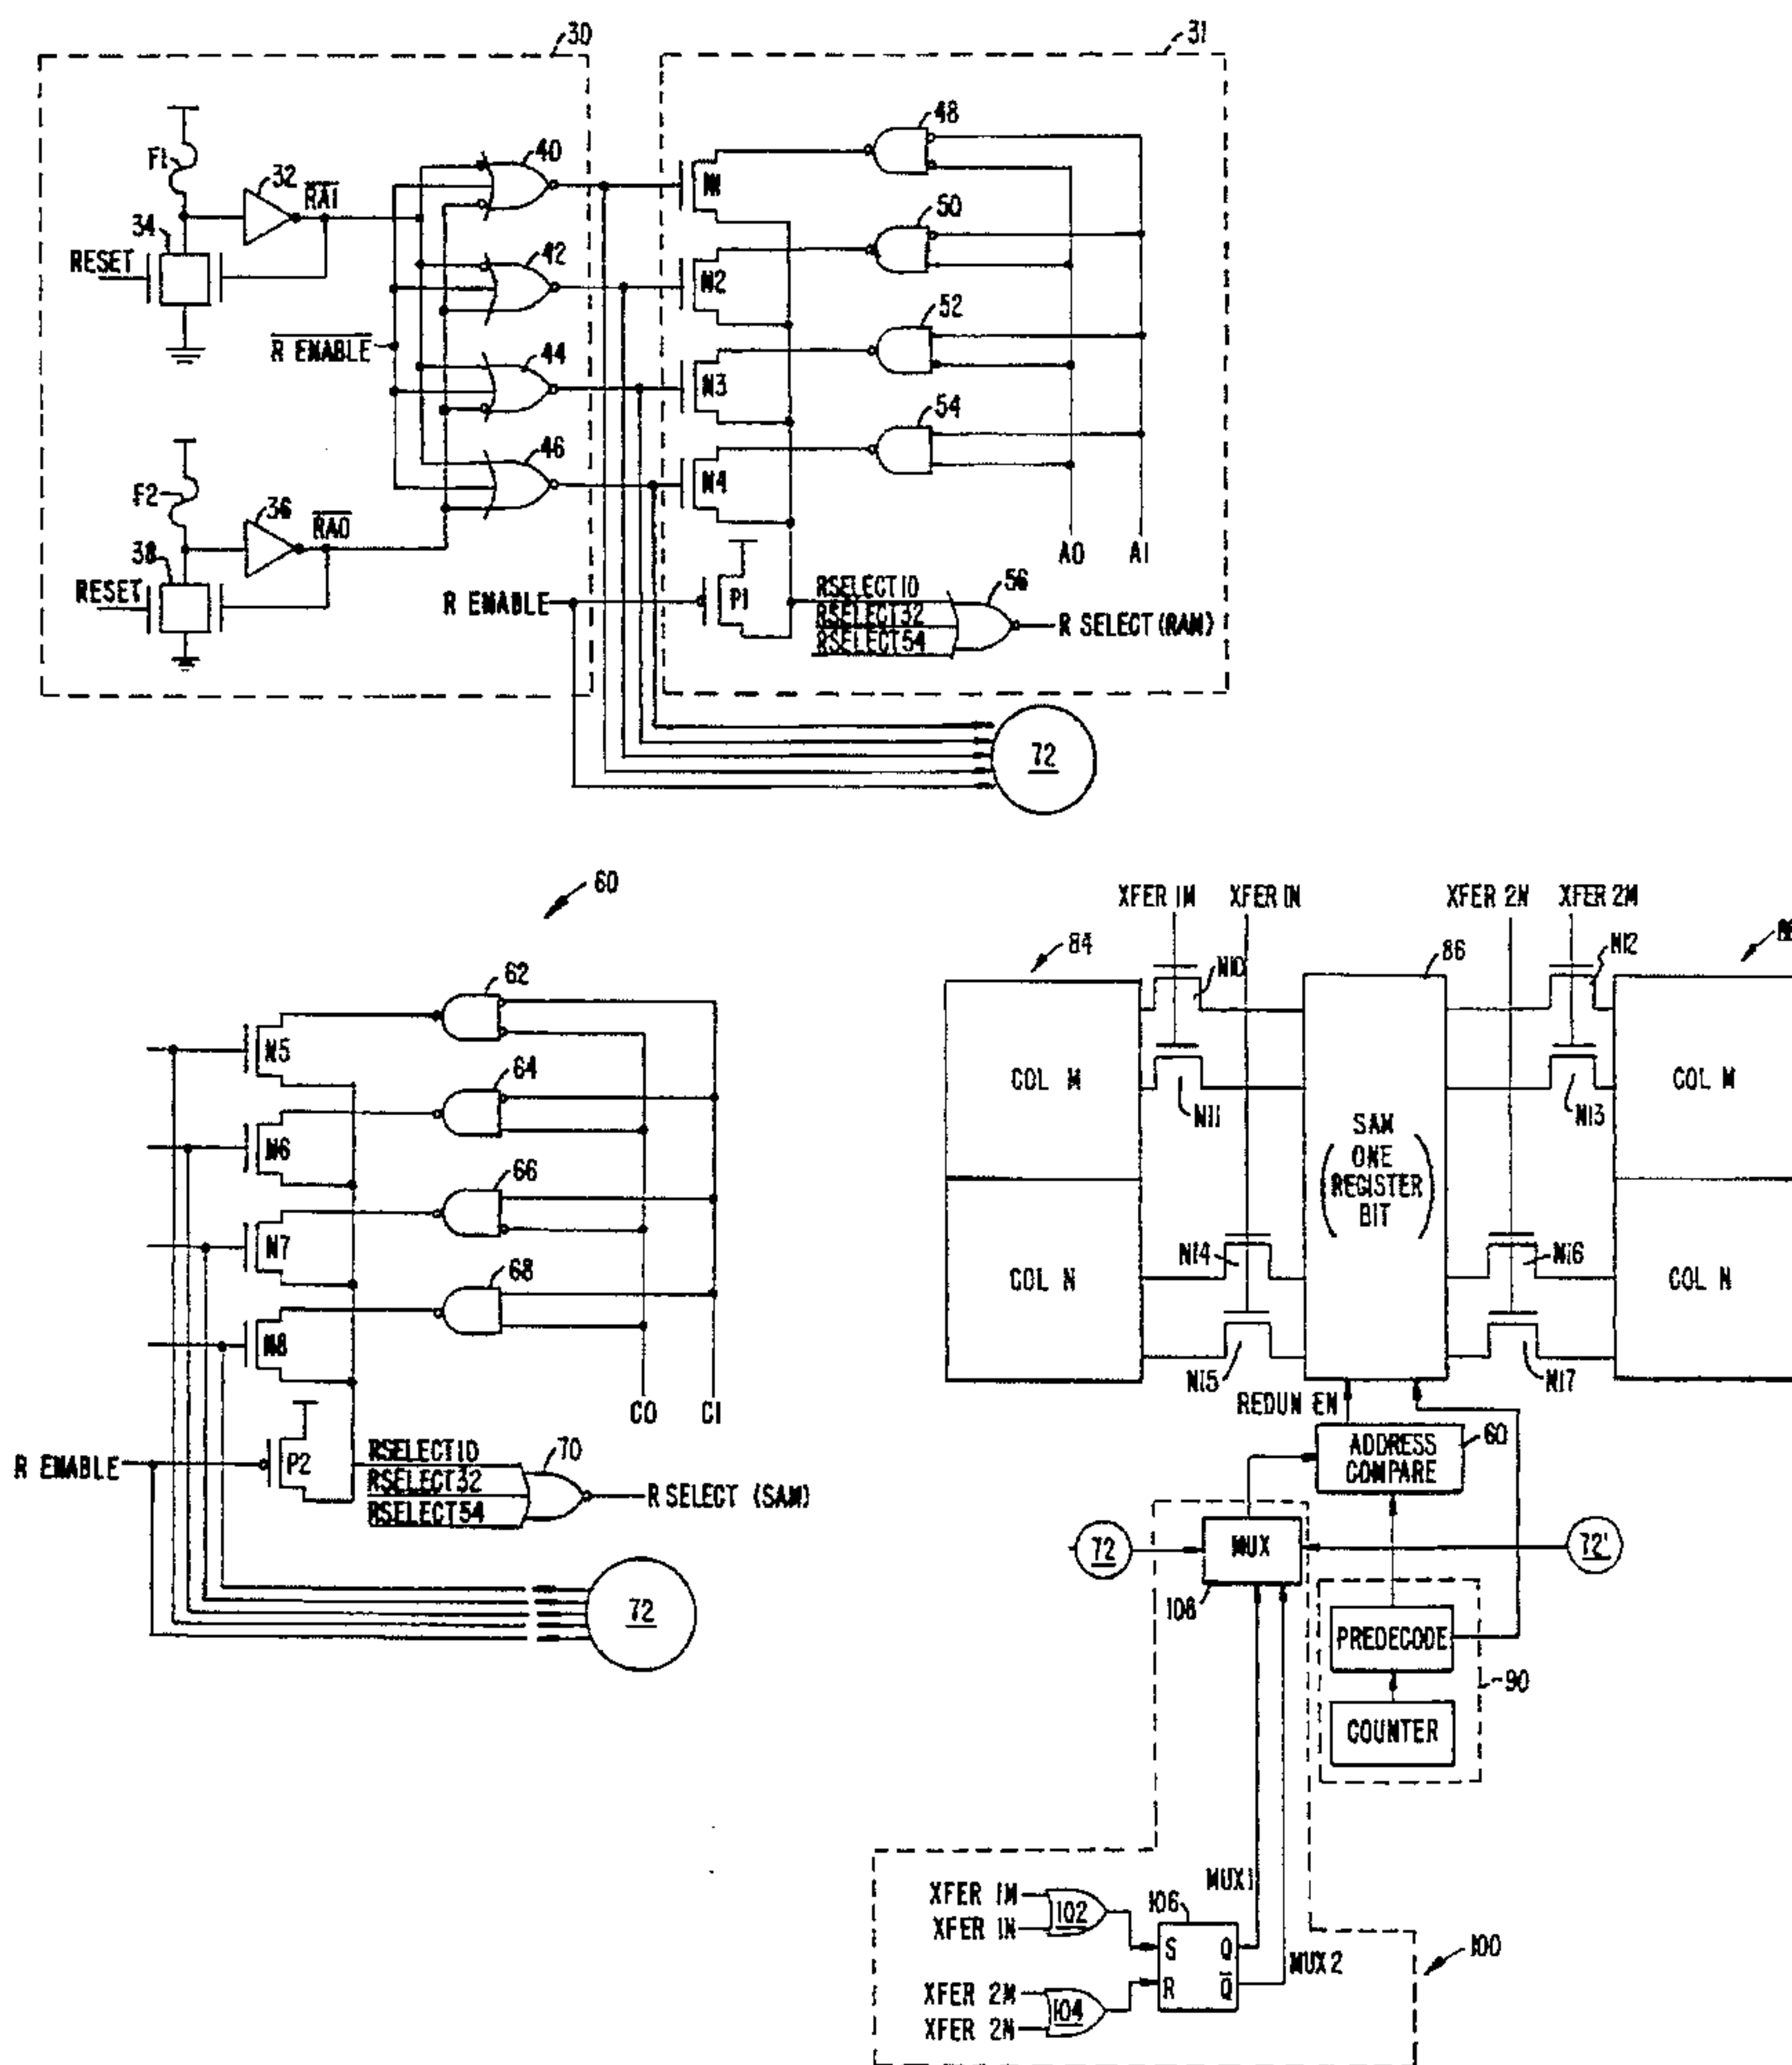 30
31
F1
32
RA1
40
48
N1
34
RESET
42
50
N2
R ENABLE
44
52
N3
46
54
N4
F2
36
RA0
38
RESET
A0 A1
R ENABLE
P1
RSELECT10
RSELECT32
RSELECT54
56
R SELECT (RAM)
72
60
62
N5
64
N6
66
N7
68
N8
C0 C1
R ENABLE
P2
RSELECT10
RSELECT32
RSELECT54
70
R SELECT (SAM)
72
XFER 1M XFER 1N XFER 2N XFER 2M
84
N10
86
N12
COL M
N11
N13
COL M
SAM
ONE
REGISTER
BIT
COL N
N14
N16
COL N
N15
N17
REDUN EN
ADDRESS
COMPARE
60
72
MUX
72'
108
PREDECODE
90
COUNTER
MUX1
XFER 1M
XFER 1N
102
106
S Q
MUX2
100
XFER 2M
XFER 2N
104
R Q